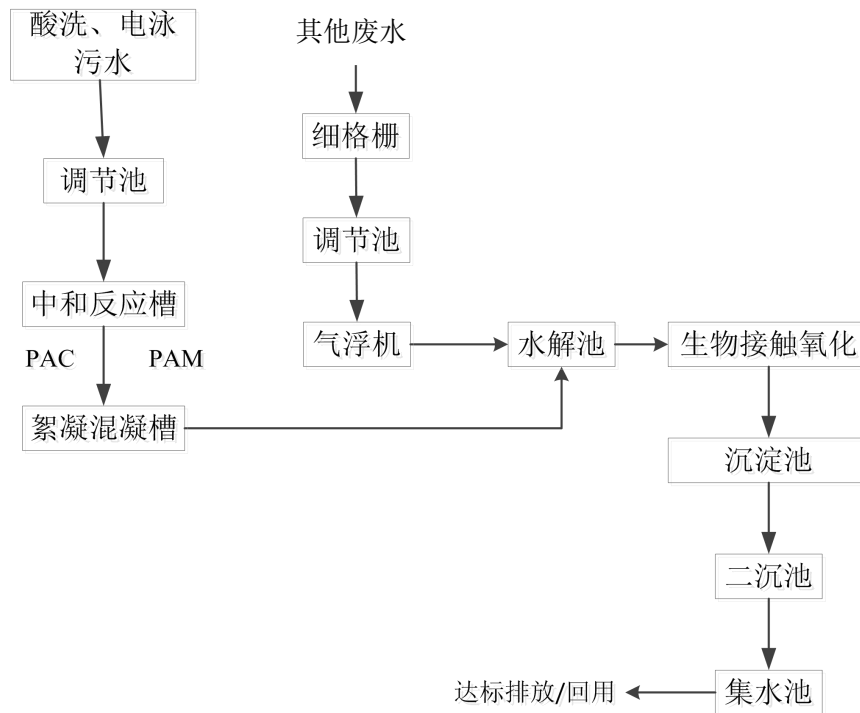 酸洗、电泳
污水
其他废水
细格栅
调节池
调节池
中和反应槽
气浮机
水解池
生物接触氧化
PAC
PAM
絮凝混凝槽
沉淀池
二沉池
达标排放/回用
集水池